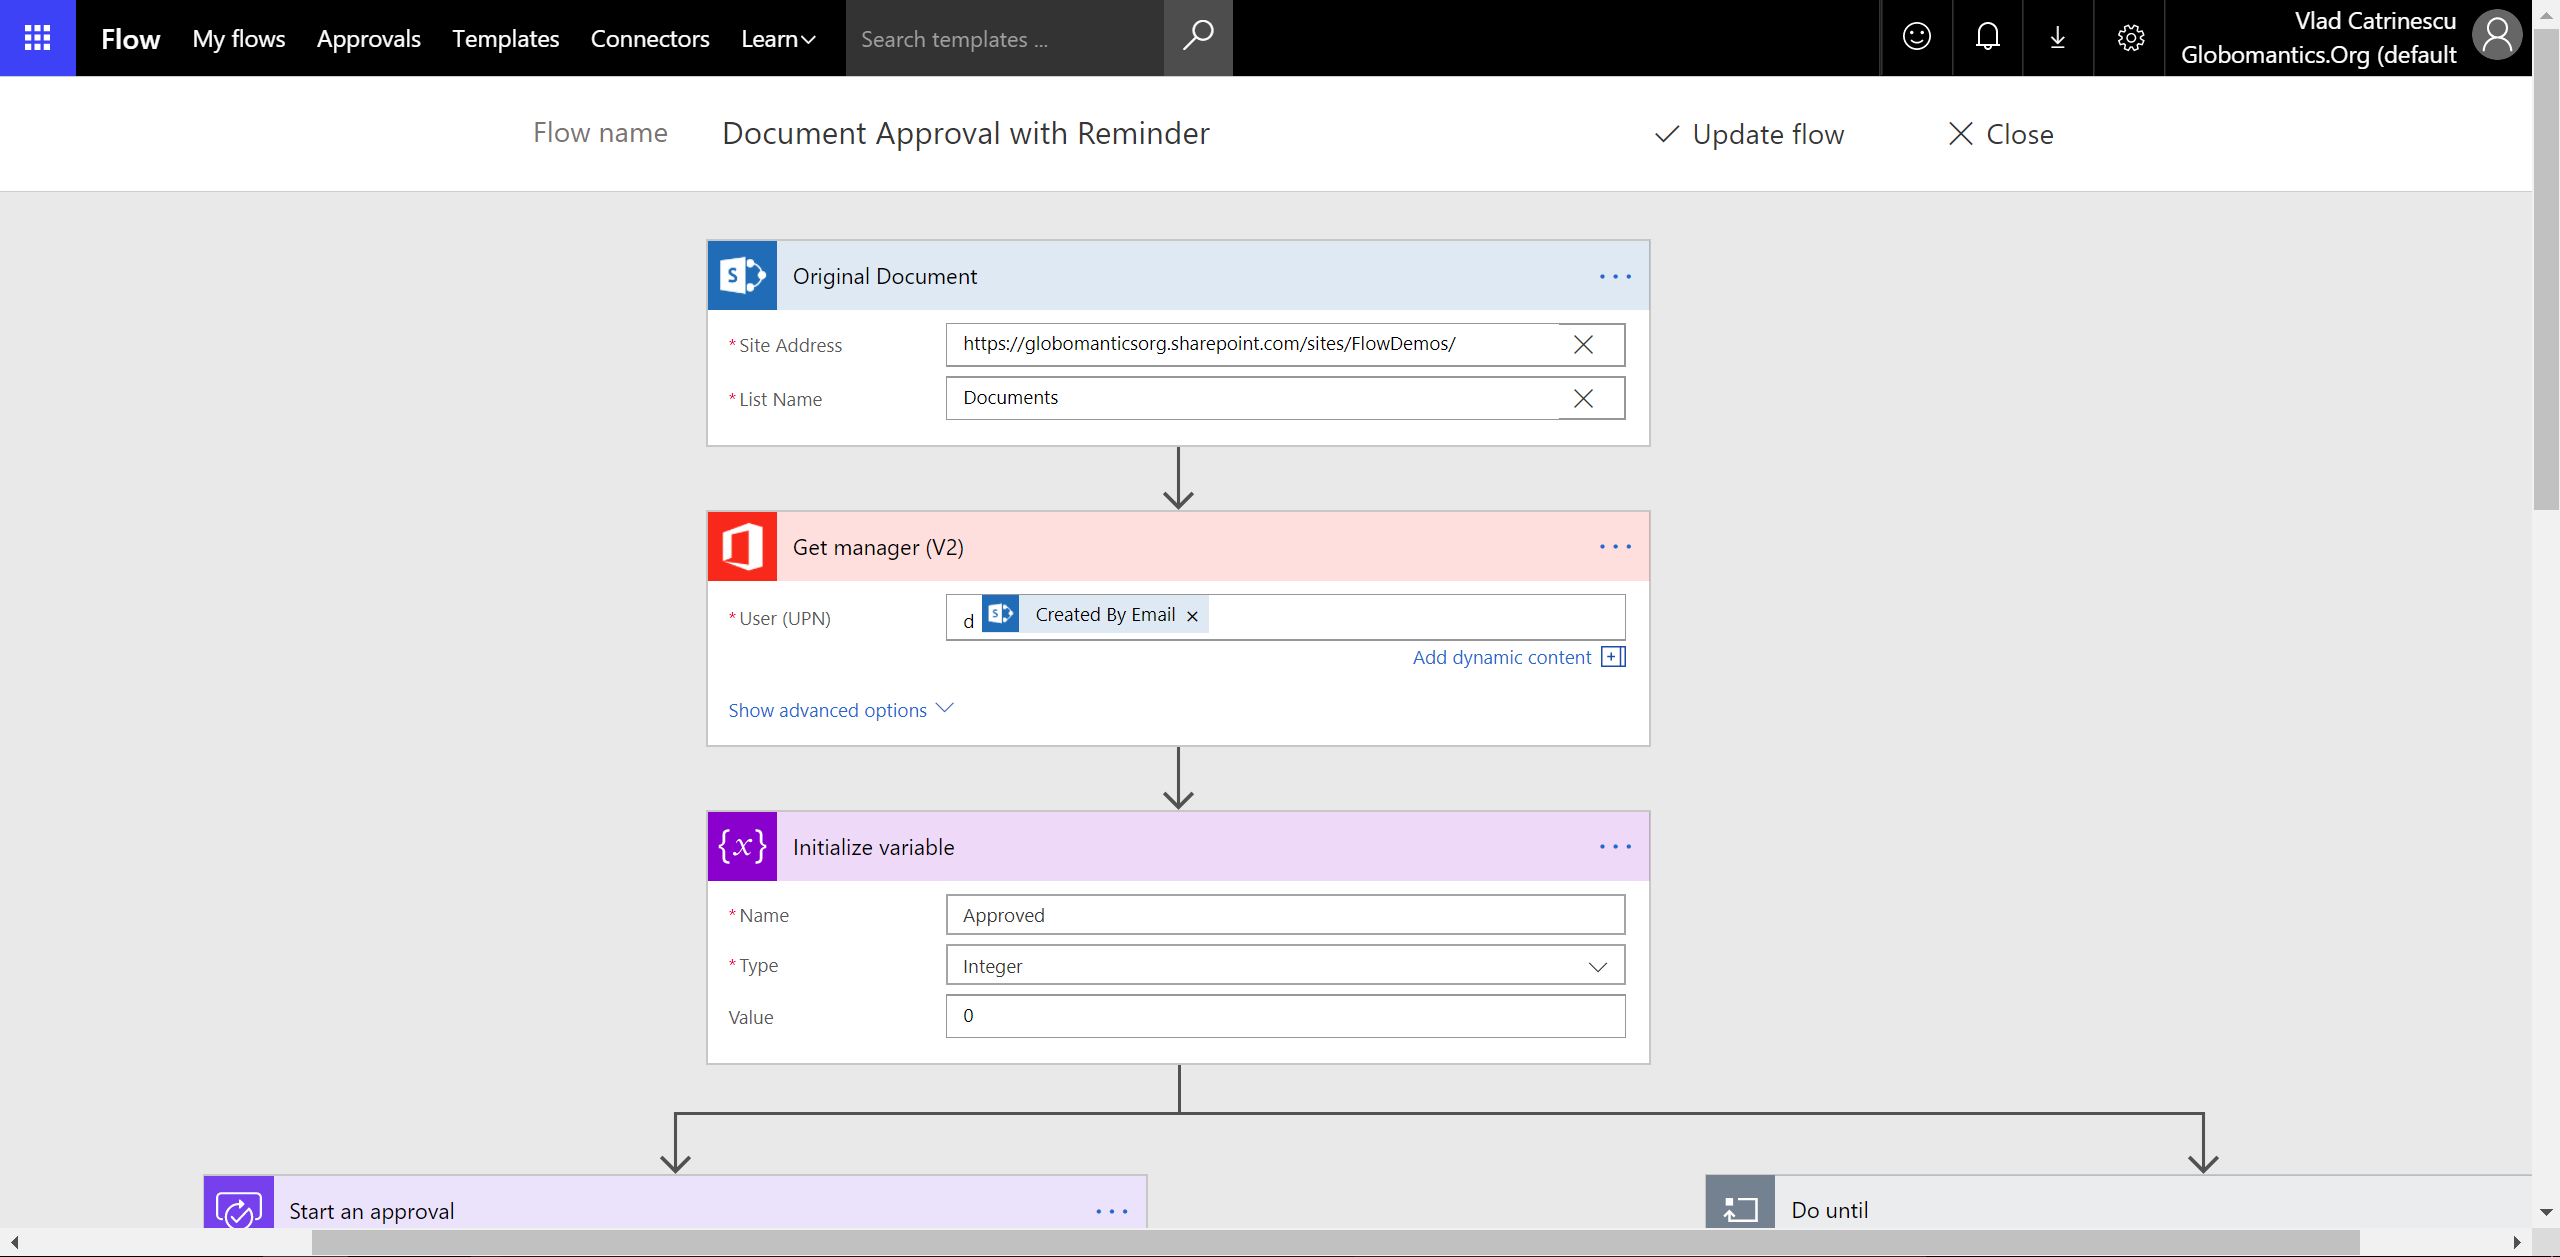 Flow My flows Approvals Templates Connectors Learn Search templates ...
Vlad Catrinescu
Globomantics.Org (default
Flow name Document Approval with Reminder Update flow Close
S Original Document ...
* Site Address https://globomanticsorg.sharepoint.com/sites/FlowDemos/
* List Name Documents
Get manager (V2) ...
* User (UPN) d S Created By Email ×
Add dynamic content
Show advanced options
{x} Initialize variable ...
* Name Approved
* Type Integer
Value 0
Start an approval ...
Do until